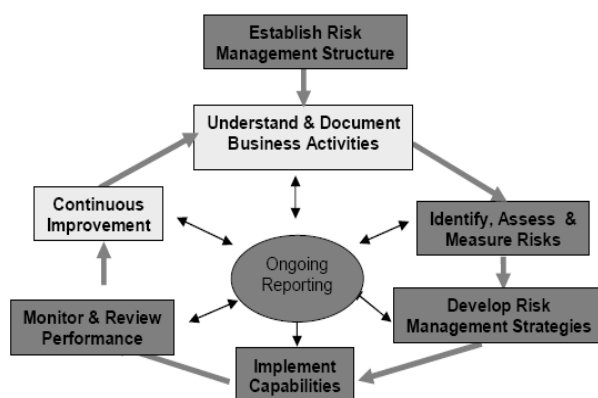 Establish Risk
Management Structure
Understand & Document
Business Activities
Continuous
Improvement
Identify, Assess &
Measure Risks
Ongoing
Reporting
Monitor & Review
Performance
Develop Risk
Management Strategies
Implement
Capabilities